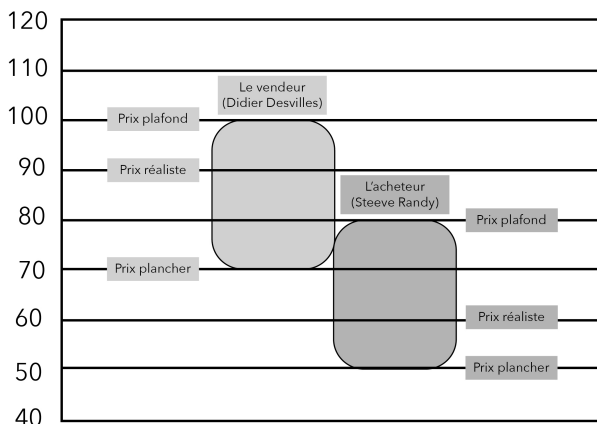 120
110
Le vendeur
(Didier Desvilles)
100
Prix plafond
90
Prix réaliste
L'acheteur
(Steeve Randy)
80
Prix plafond
70
Prix plancher
60
Prix réaliste
50
Prix plancher
40